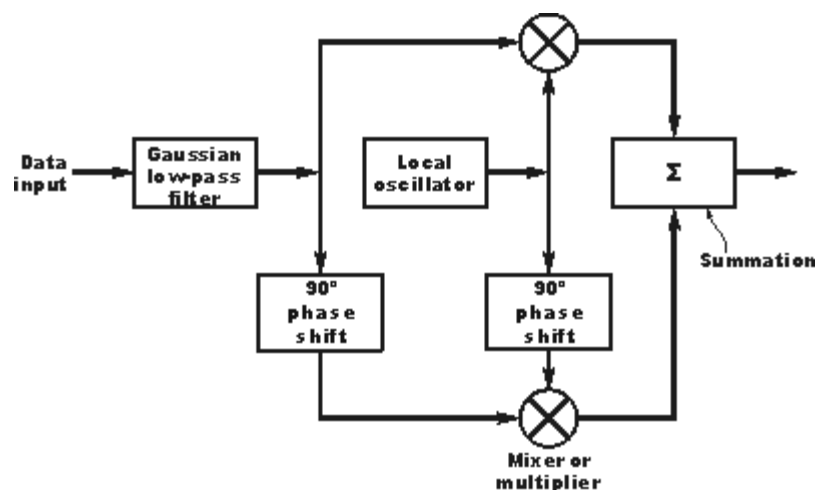 Data
input
Gaussian
low-pass
filter
Local
oscillator
Σ
Summation
90°
phase
shift
90°
phase
shift
Mixer or
multiplier